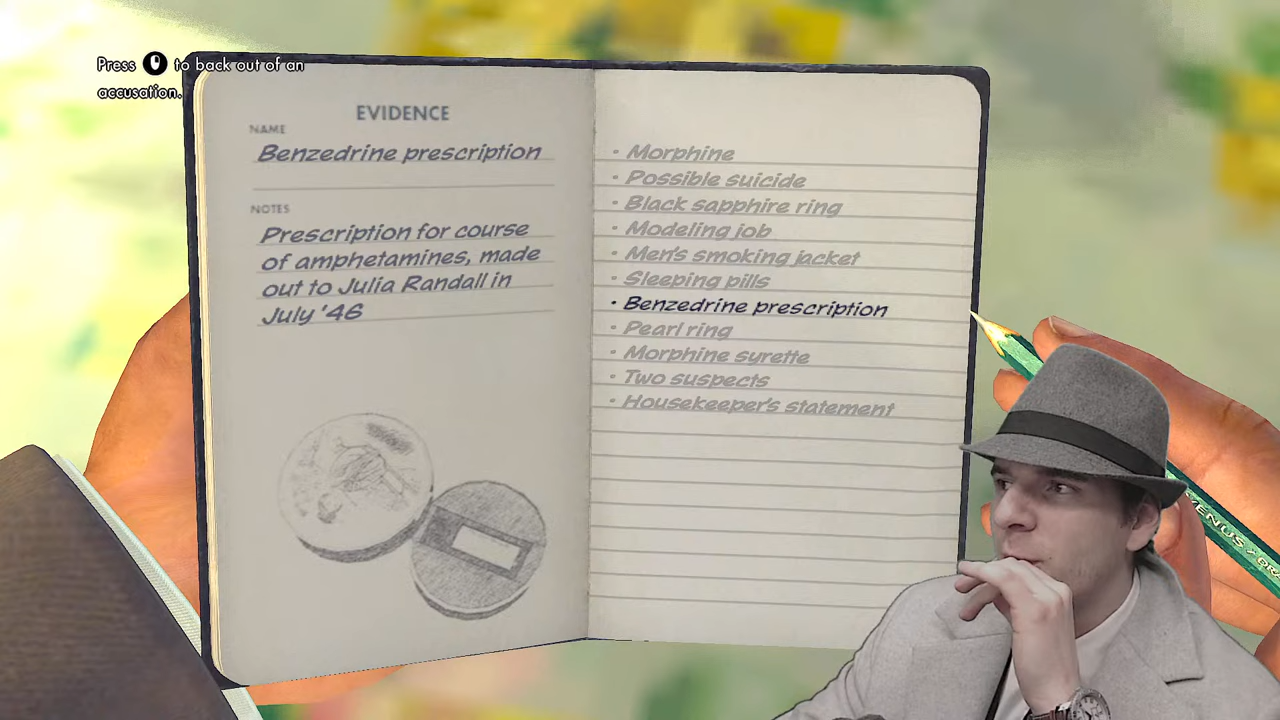 Press to back out of an
accusation.
EVIDENCE
NAME
Benzedrine prescription
NOTES
Prescription for course
of amphetamines, made
out to Julia Randall in
July '46
· Morphine
· Possible suicide
· Black sapphire ring
· Modeling job
· Men's smoking jacket
· Sleeping pills
· Benzedrine prescription
· Pearl ring
· Morphine syrette
· Two suspects
· Housekeeper's statement
VENUS